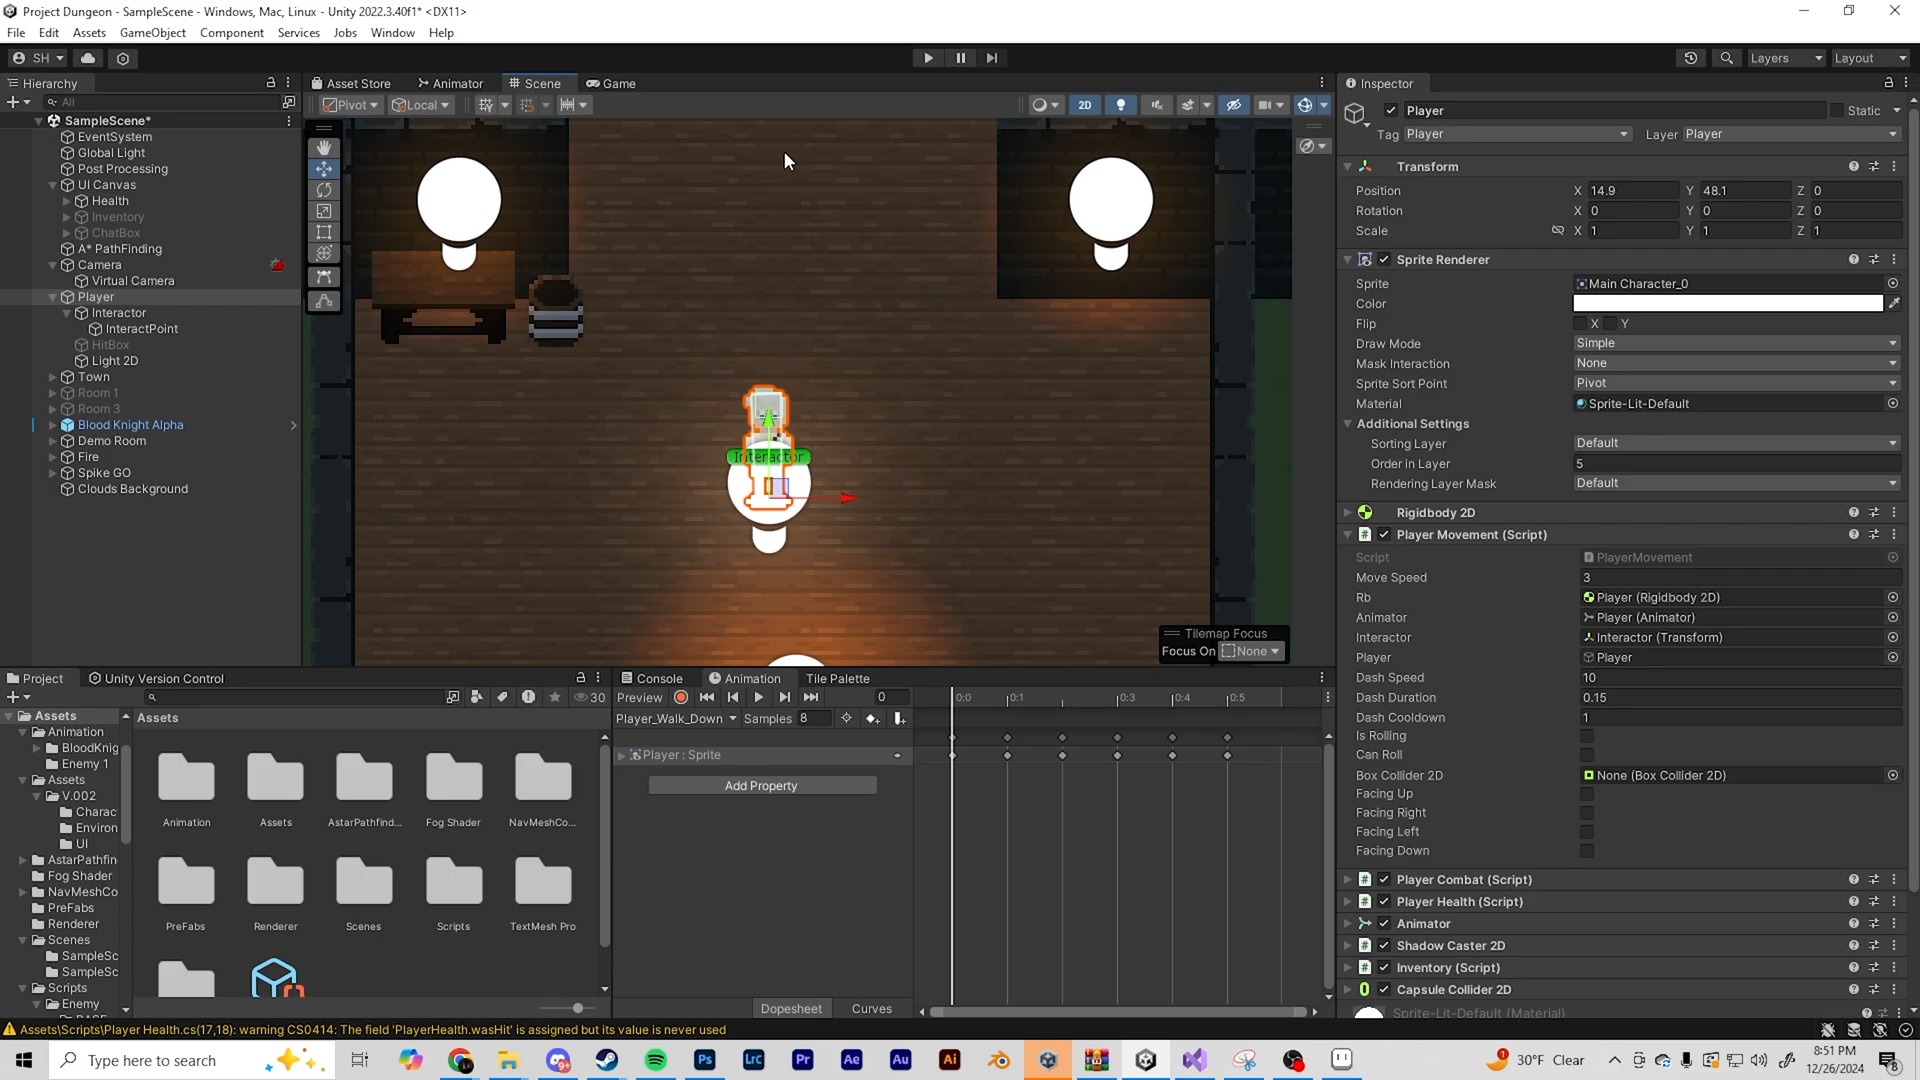 Project Dungeon - SampleScene - Windows, Mac, Linux - Unity 2022.3.40f1* <DX11>
File Edit Assets GameObject Component Services Jobs Window Help
SH
Layers Layout
Hierarchy
All
SampleScene*
EventSystem
Global Light
Post Processing
UI Canvas
Health
Inventory
ChatBox
A* PathFinding
Camera
Virtual Camera
Player
Interactor
InteractPoint
HitBox
Light 2D
Town
Room 1
Room 3
Blood Knight Alpha
Demo Room
Fire
Spike GO
Clouds Background
Asset Store Animator Scene Game
Pivot Local 2D
Interactor
Tilemap Focus
Focus On None
Inspector
Player Static
Tag Player Layer Player
Transform
Position X 14.9 Y 48.1 Z 0
Rotation X 0 Y 0 Z 0
Scale X 1 Y 1 Z 1
Sprite Renderer
Sprite Main Character_0
Color
Flip X Y
Draw Mode Simple
Mask Interaction None
Sprite Sort Point Pivot
Material Sprite-Lit-Default
Additional Settings
Sorting Layer Default
Order in Layer 5
Rendering Layer Mask Default
Rigidbody 2D
Player Movement (Script)
Script PlayerMovement
Move Speed 3
Rb Player (Rigidbody 2D)
Animator Player (Animator)
Interactor Interactor (Transform)
Player Player
Dash Speed 10
Dash Duration 0.15
Dash Cooldown 1
Is Rolling
Can Roll
Box Collider 2D None (Box Collider 2D)
Facing Up
Facing Right
Facing Left
Facing Down
Player Combat (Script)
Player Health (Script)
Animator
Shadow Caster 2D
Inventory (Script)
Capsule Collider 2D
Sprite-Lit-Default (Material)
Project Unity Version Control
30
Assets
Animation
BloodKnig
Enemy 1
Assets
V.002
Charac
Environ
UI
AstarPathfin
Fog Shader
NavMeshCo
PreFabs
Renderer
Scenes
SampleSc
SampleSc
Scripts
Enemy
Assets
Animation Assets AstarPathfind... Fog Shader NavMeshCo...
PreFabs Renderer Scenes Scripts TextMesh Pro
Console Animation Tile Palette
Preview 0 0:0 0:1 0:3 0:4 0:5
Player_Walk_Down Samples 8
Player : Sprite
Add Property
Dopesheet Curves
Assets\Scripts\Player Health.cs(17,18): warning CS0414: The field 'PlayerHealth.wasHit' is assigned but its value is never used
Type here to search
Ps LrC Pr Ae Au Ai
1 30°F Clear
8:51 PM
12/26/2024
8